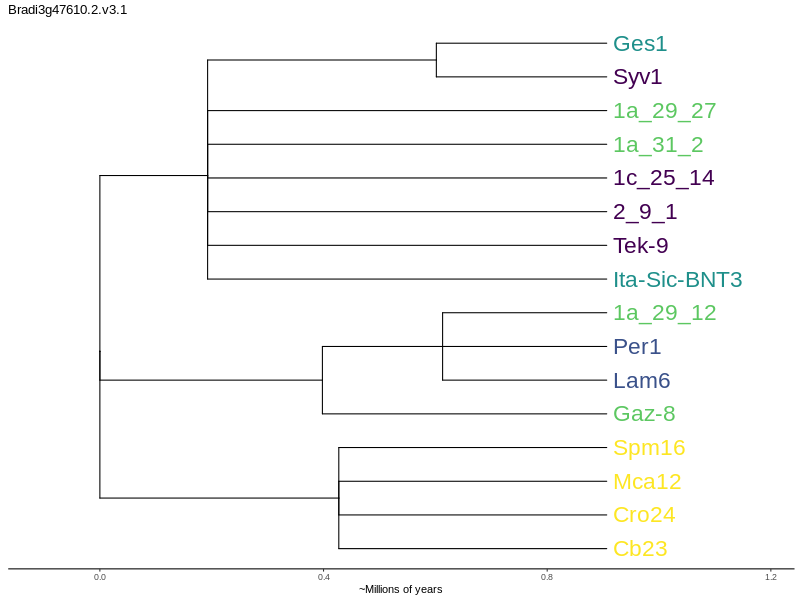 Bradi3g47610.2.v3.1
Ges1
Syv1
1a_29_27
1a_31_2
1c_25_14
2_9_1
Tek-9
Ita-Sic-BNT3
1a_29_12
Per1
Lam6
Gaz-8
Spm16
Mca12
Cro24
Cb23
0.0 0.4 0.8 1.2
~Millions of years